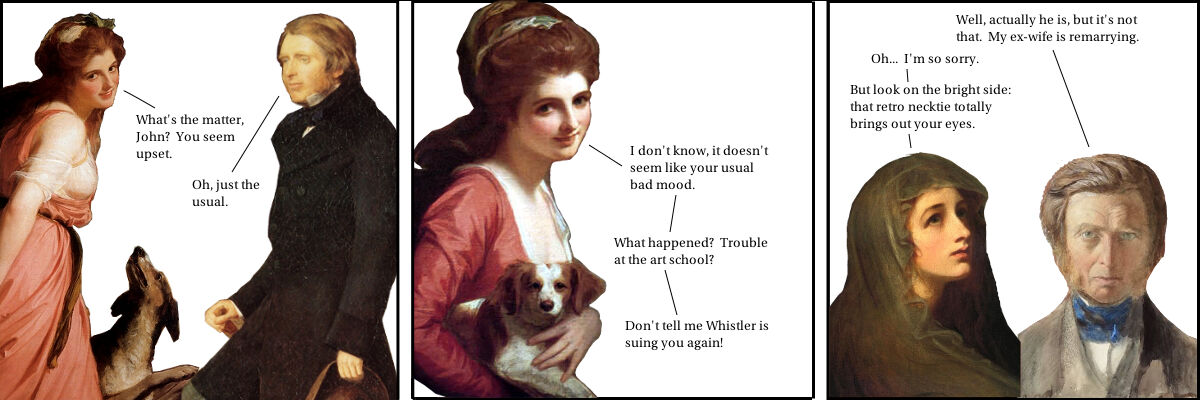 What's the matter,
John?  You seem
upset.
Oh, just the
usual.
I don't know, it doesn't
seem like your usual
bad mood.
What happened?  Trouble
at the art school?
Don't tell me Whistler is
suing you again!
Well, actually he is, but it's not
that.  My ex-wife is remarrying.
Oh...  I'm so sorry.
But look on the bright side:
that retro necktie totally
brings out your eyes.